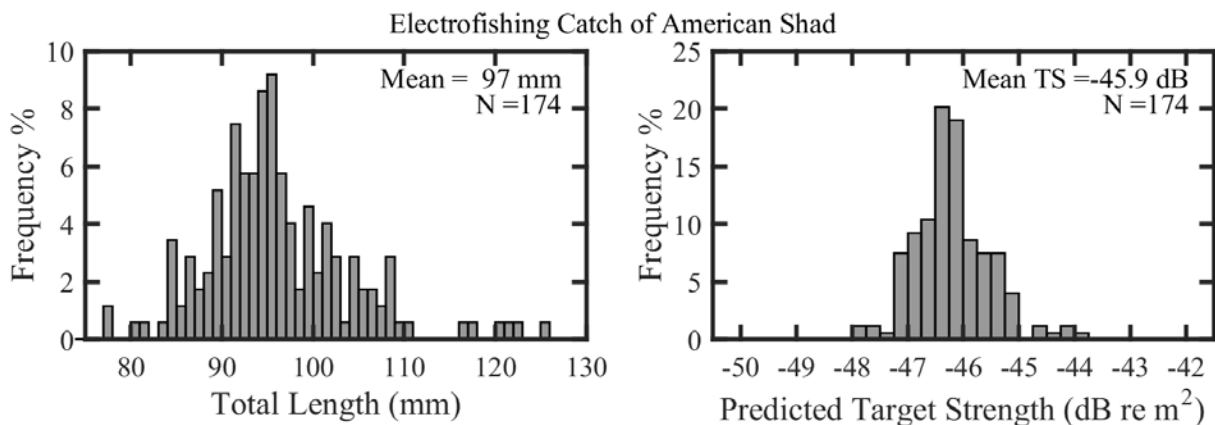 Electrofishing Catch of American Shad
10
8
6
4
2
0
Frequency %
Mean = 97 mm
N =174
80 90 100 110 120 130
Total Length (mm)
25
20
15
10
5
0
Frequency %
Mean TS =-45.9 dB
N =174
-50 -49 -48 -47 -46 -45 -44 -43 -42
Predicted Target Strength (dB re m²)